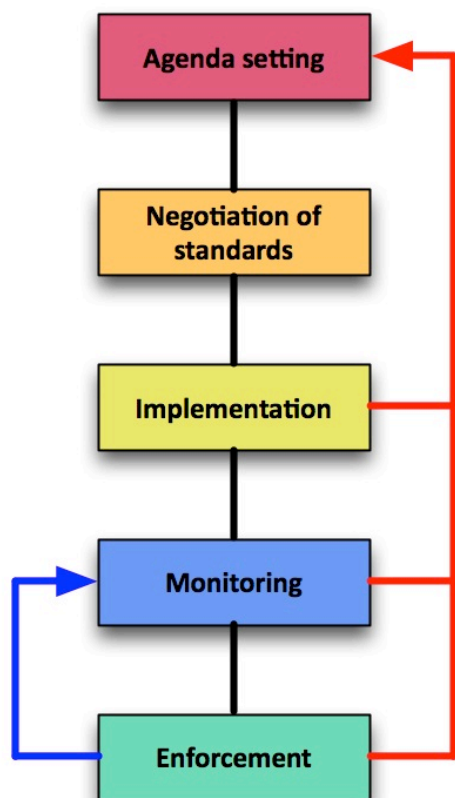 Agenda setting
Negotiation of
standards
Implementation
Monitoring
Enforcement